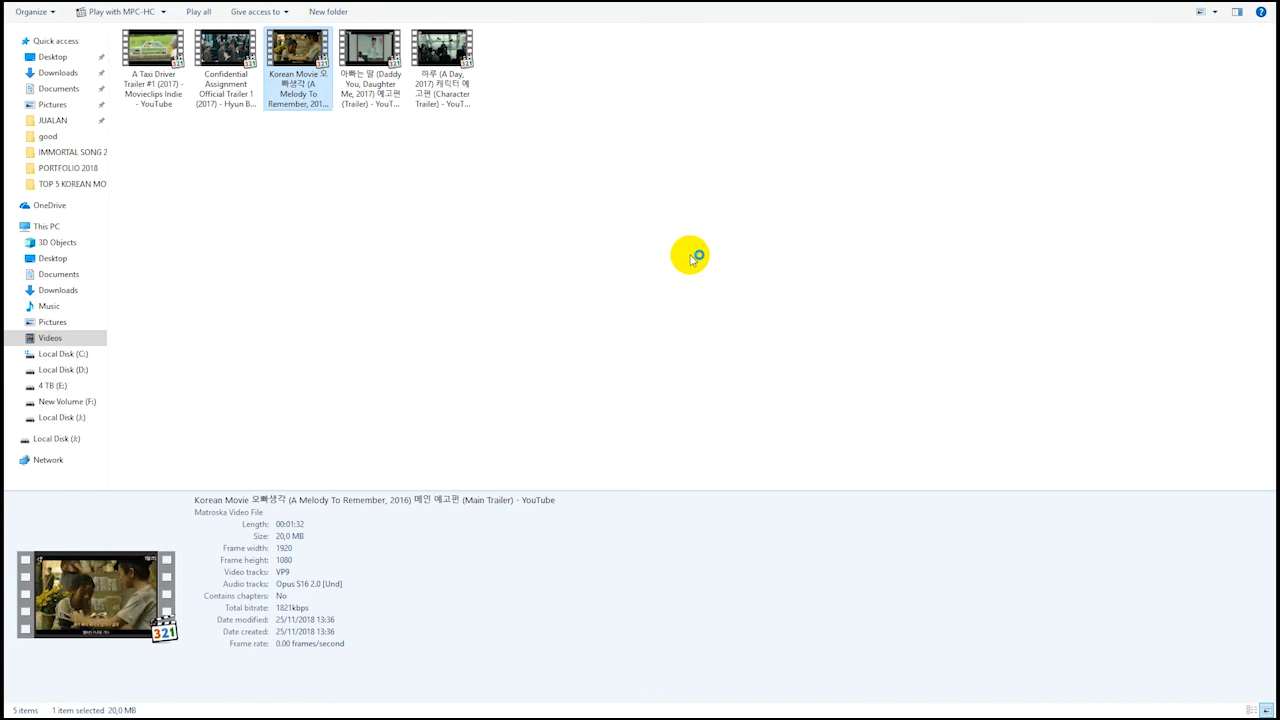 Organize
Play with MPC-HC
Play all
Give access to
New folder
Quick access
Desktop
Downloads
Documents
Pictures
JUALAN
good
IMMORTAL SONG 2
PORTFOLIO 2018
TOP 5 KOREAN MO
OneDrive
This PC
3D Objects
Desktop
Documents
Downloads
Music
Pictures
Videos
Local Disk (C:)
Local Disk (D:)
4 TB (E:)
New Volume (F:)
Local Disk (J:)
Local Disk (J:)
Network
A Taxi Driver
Trailer #1 (2017) -
Movieclips Indie
- YouTube
Confidential
Assignment
Official Trailer 1
(2017) - Hyun B...
Korean Movie 오
빠생각 (A
Melody To
Remember, 201...
아빠는 딸 (Daddy
You, Daughter
Me, 2017) 예고편
(Trailer) - YouT...
하루 (A Day,
2017) 캐릭터 예
고편 (Character
Trailer) - YouT...
Korean Movie 오빠생각 (A Melody To Remember, 2016) 메인 예고편 (Main Trailer) - YouTube
Matroska Video File
Length: 00:01:32
Size: 20,0 MB
Frame width: 1920
Frame height: 1080
Video tracks: VP9
Audio tracks: Opus S16 2.0 [Und]
Contains chapters: No
Total bitrate: 1821kbps
Date modified: 25/11/2018 13:36
Date created: 25/11/2018 13:36
Frame rate: 0.00 frames/second
321
5 items 1 item selected 20,0 MB